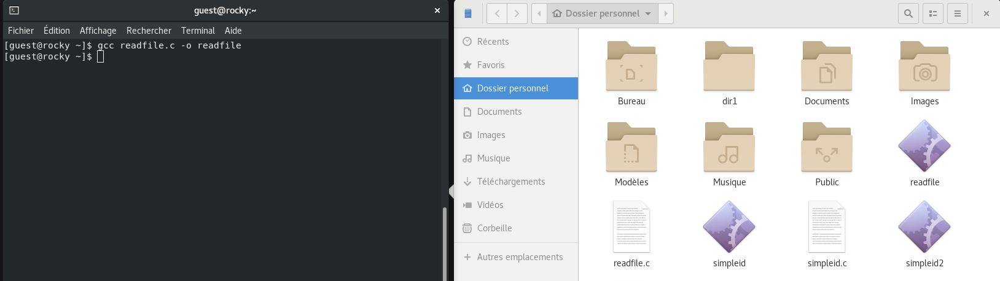 guest@rocky:~
Fichier Édition Affichage Rechercher Terminal Aide
[guest@rocky ~]$ gcc readfile.c -o readfile
[guest@rocky ~]$
Dossier personnel
Récents
Favoris
Dossier personnel
Documents
Images
Musique
Téléchargements
Vidéos
Corbeille
Autres emplacements
Bureau dir1 Documents Images
Modèles Musique Public readfile
readfile.c simpleid simpleid.c simpleid2